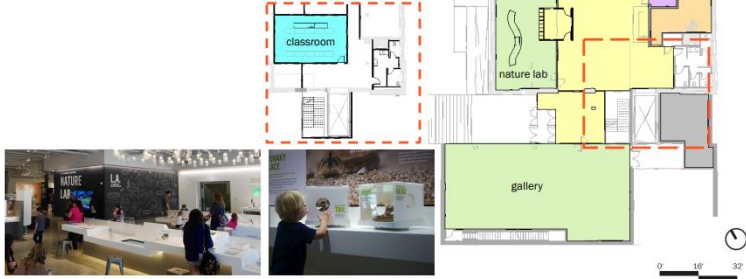 classroom
nature lab
gallery
NATURE
LAB
L.A.
0'
16'
32'